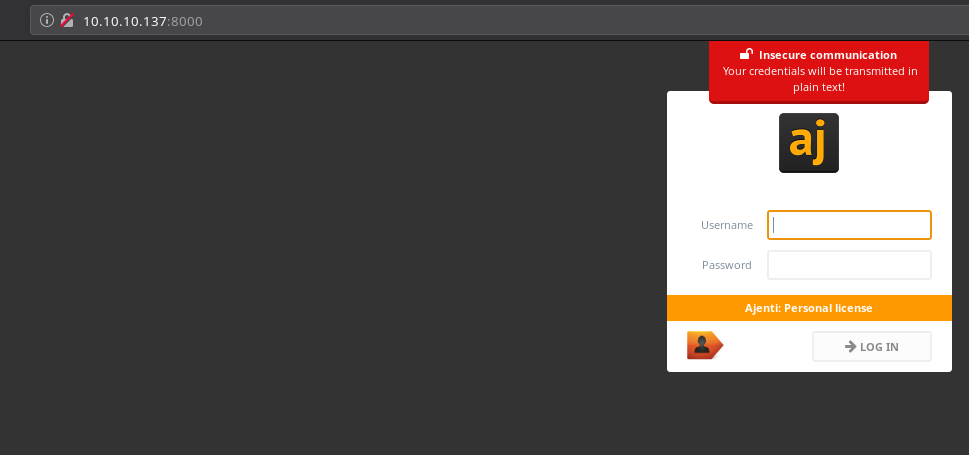 10.10.10.137:8000
Insecure communication
Your credentials will be transmitted in
plain text!
aj
Username
Password
Ajenti: Personal license
LOG IN